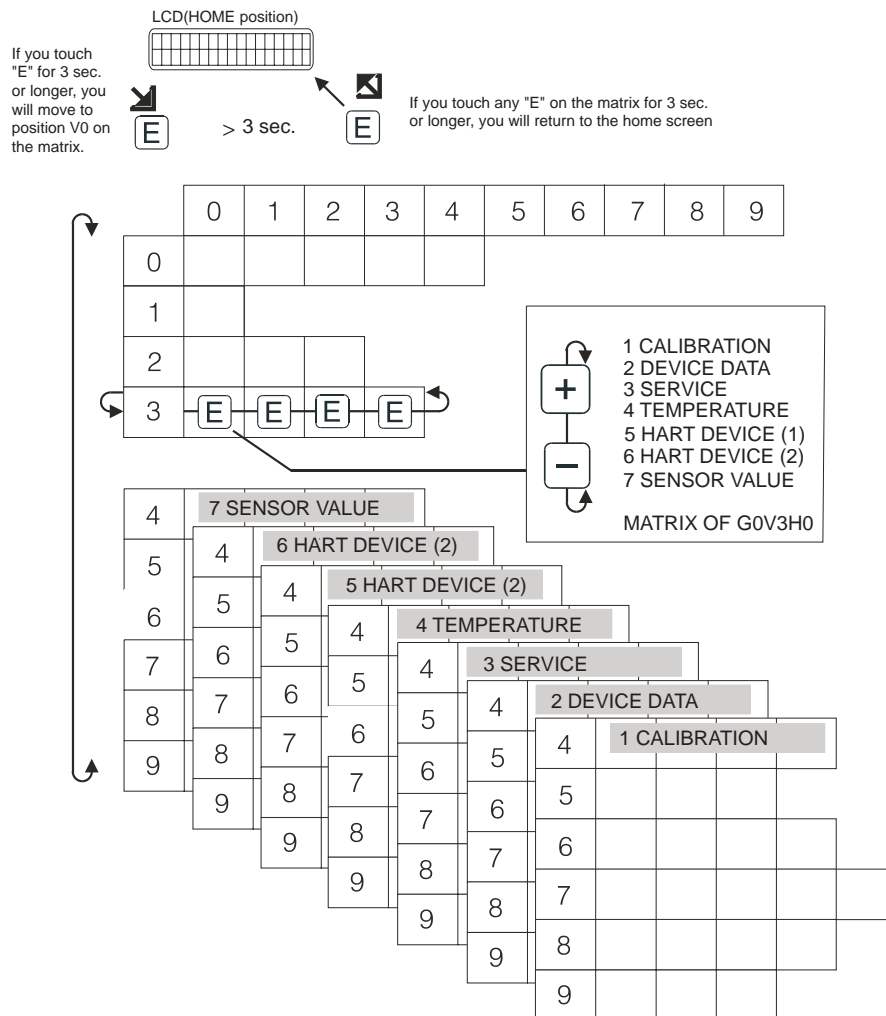 LCD(HOME position)
If you touch
"E" for 3 sec.
or longer, you
will move to
position V0 on
the matrix.
E
> 3 sec.
E
If you touch any "E" on the matrix for 3 sec.
or longer, you will return to the home screen
0 1 2 3 4 5 6 7 8 9
0
1
2
3 E E E E
+
−
1 CALIBRATION
2 DEVICE DATA
3 SERVICE
4 TEMPERATURE
5 HART DEVICE (1)
6 HART DEVICE (2)
7 SENSOR VALUE
MATRIX OF G0V3H0
7 SENSOR VALUE
4
5
6
7
8
9
6 HART DEVICE (2)
4
5
6
7
8
9
5 HART DEVICE (2)
4
5
6
7
8
9
4 TEMPERATURE
4
5
6
7
8
9
3 SERVICE
4
5
6
7
8
9
2 DEVICE DATA
4
5
6
7
8
9
1 CALIBRATION
4
5
6
7
8
9